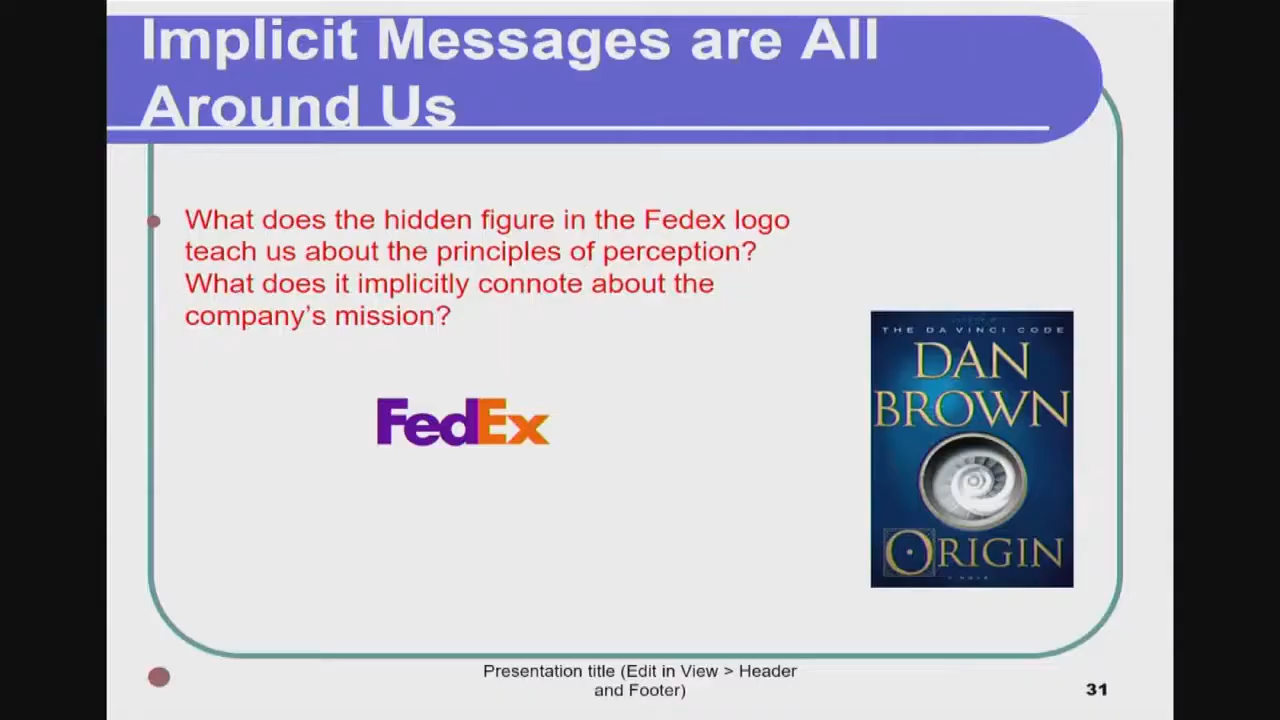 Implicit Messages are All
Around Us
What does the hidden figure in the Fedex logo
teach us about the principles of perception?
What does it implicitly connote about the
company’s mission?
FedEx
THE DA VINCI CODE
DAN
BROWN
ORIGIN
Presentation title (Edit in View > Header
and Footer)
31